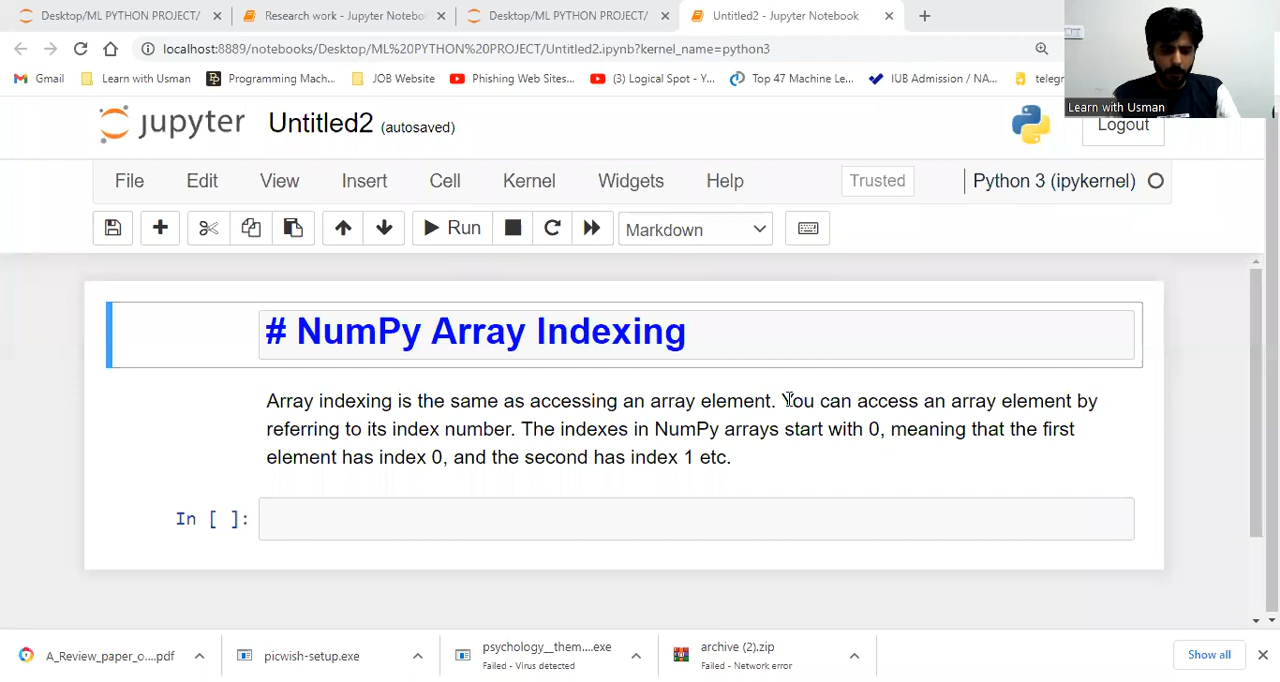 Desktop/ML PYTHON PROJECT/
Research work - Jupyter Notebo
Desktop/ML PYTHON PROJECT/
Untitled2 - Jupyter Notebook
localhost:8889/notebooks/Desktop/ML%20PYTHON%20PROJECT/Untitled2.ipynb?kernel_name=python3
Gmail
Learn with Usman
Programming Mach...
JOB Website
Phishing Web Sites...
(3) Logical Spot - Y...
Top 47 Machine Le...
IUB Admission / NA...
telegr
Learn with Usman
jupyter
Untitled2
(autosaved)
Logout
File
Edit
View
Insert
Cell
Kernel
Widgets
Help
Trusted
Python 3 (ipykernel)
Run
Markdown
# NumPy Array Indexing
Array indexing is the same as accessing an array element. You can access an array element by
referring to its index number. The indexes in NumPy arrays start with 0, meaning that the first
element has index 0, and the second has index 1 etc.
In [ ]:
A_Review_paper_o....pdf
picwish-setup.exe
psychology__them....exe
Failed - Virus detected
archive (2).zip
Failed - Network error
Show all